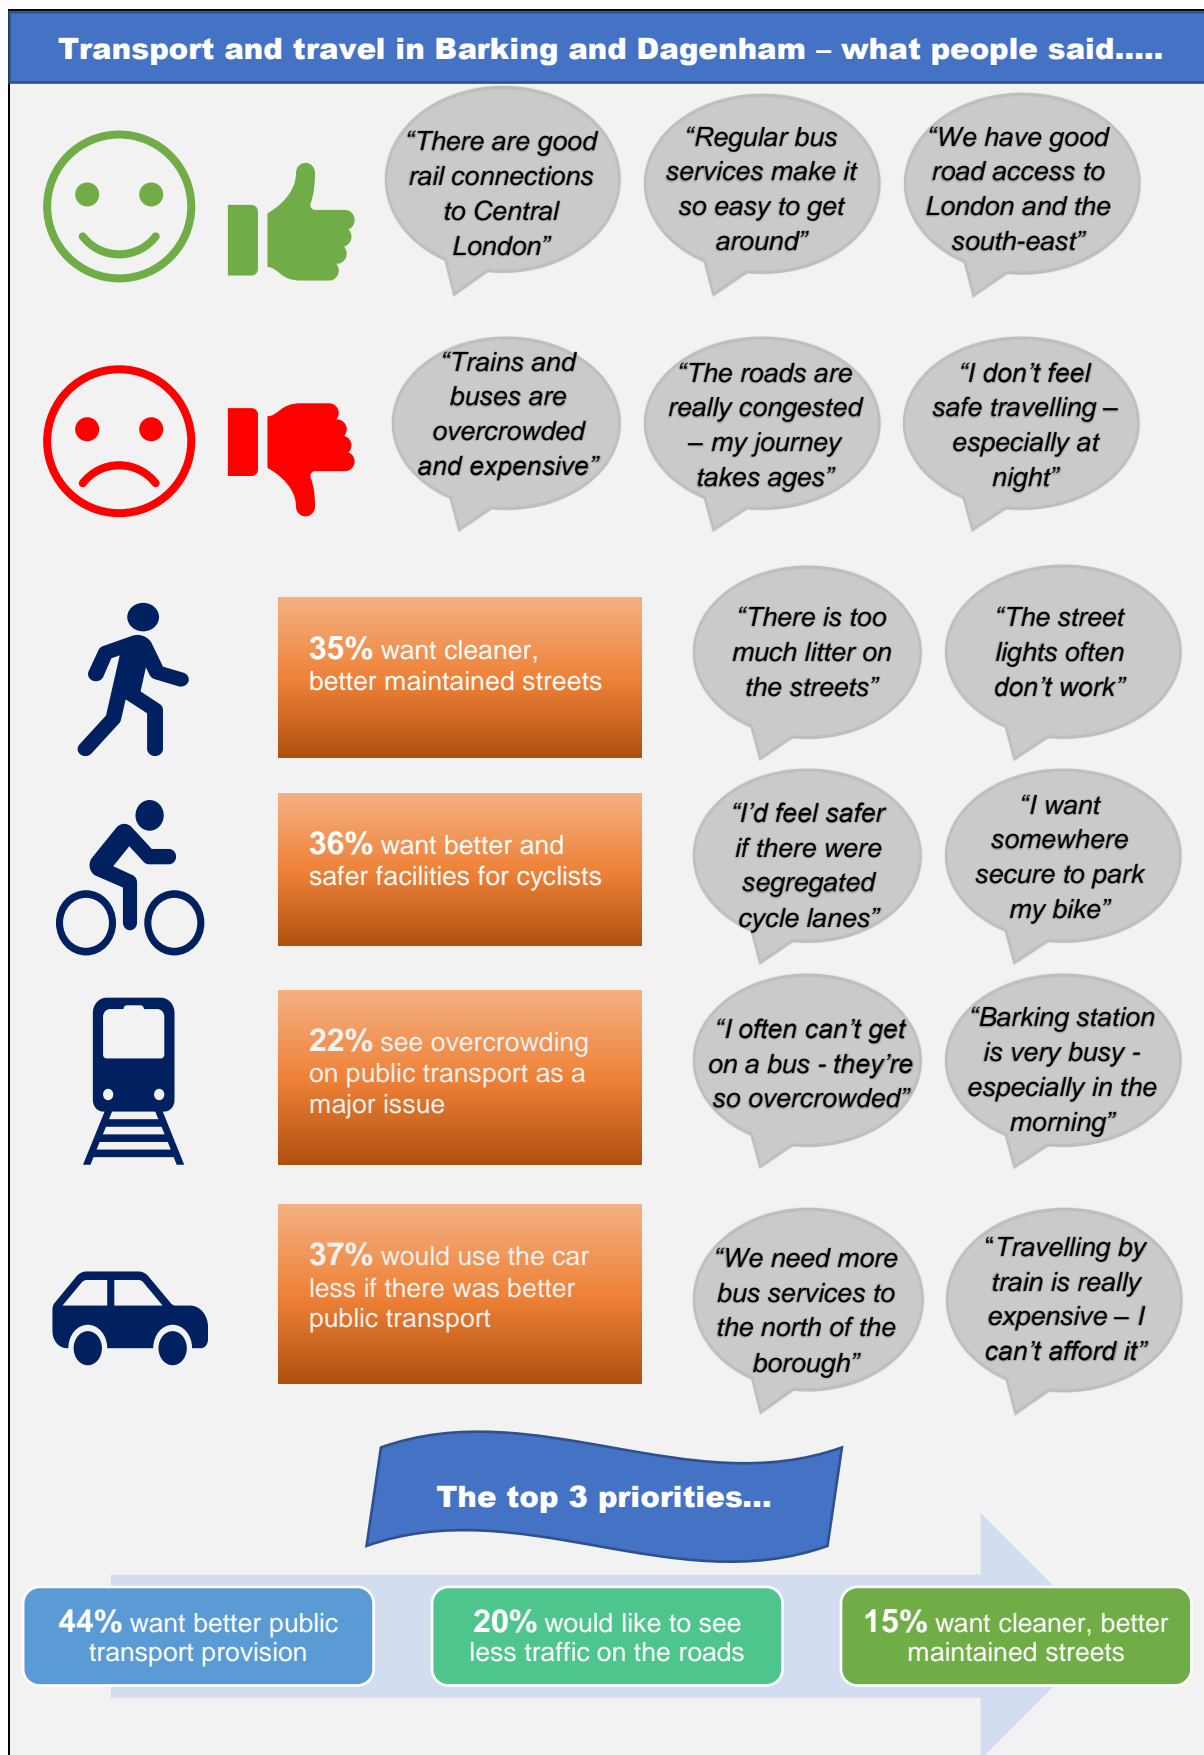 Transport and travel in Barking and Dagenham – what people said.....
“There are good
rail connections
to Central
London”
“Regular bus
services make it
so easy to get
around”
“We have good
road access to
London and the
south-east”
“Trains and
buses are
overcrowded
and expensive”
“The roads are
really congested
– my journey
takes ages”
“I don’t feel
safe travelling –
especially at
night”
35% want cleaner,
better maintained streets
“There is too
much litter on
the streets”
“The street
lights often
don’t work”
36% want better and
safer facilities for cyclists
“I’d feel safer
if there were
segregated
cycle lanes”
“I want
somewhere
secure to park
my bike”
22% see overcrowding
on public transport as a
major issue
“I often can’t get
on a bus - they’re
so overcrowded”
“Barking station
is very busy -
especially in the
morning”
37% would use the car
less if there was better
public transport
“We need more
bus services to
the north of the
borough”
“Travelling by
train is really
expensive – I
can’t afford it”
The top 3 priorities...
44% want better public
transport provision
20% would like to see
less traffic on the roads
15% want cleaner, better
maintained streets